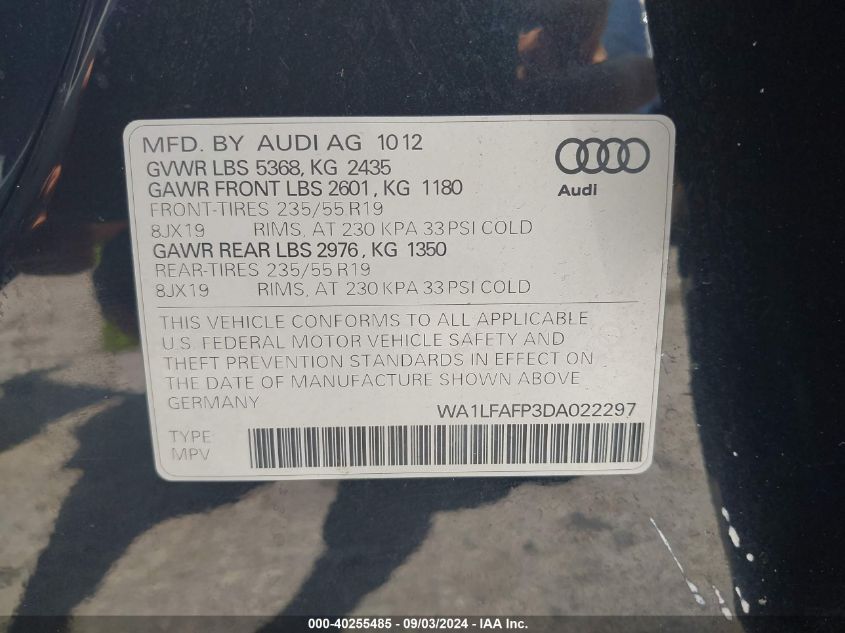 MFD. BY AUDI AG 10 12
GVWR LBS 5368, KG 2435
GAWR FRONT LBS 2601, KG 1180
FRONT-TIRES 235/55 R19
8JX19 RIMS, AT 230 KPA 33 PSI COLD
GAWR REAR LBS 2976, KG 1350
REAR-TIRES 235/55 R19
8JX19 RIMS, AT 230 KPA 33 PSI COLD
Audi
THIS VEHICLE CONFORMS TO ALL APPLICABLE
U.S. FEDERAL MOTOR VEHICLE SAFETY AND
THEFT PREVENTION STANDARDS IN EFFECT ON
THE DATE OF MANUFACTURE SHOWN ABOVE.
GERMANY WA1LFAFP3DA022297
TYPE
MPV
000-40255485 - 09/03/2024 - IAA Inc.